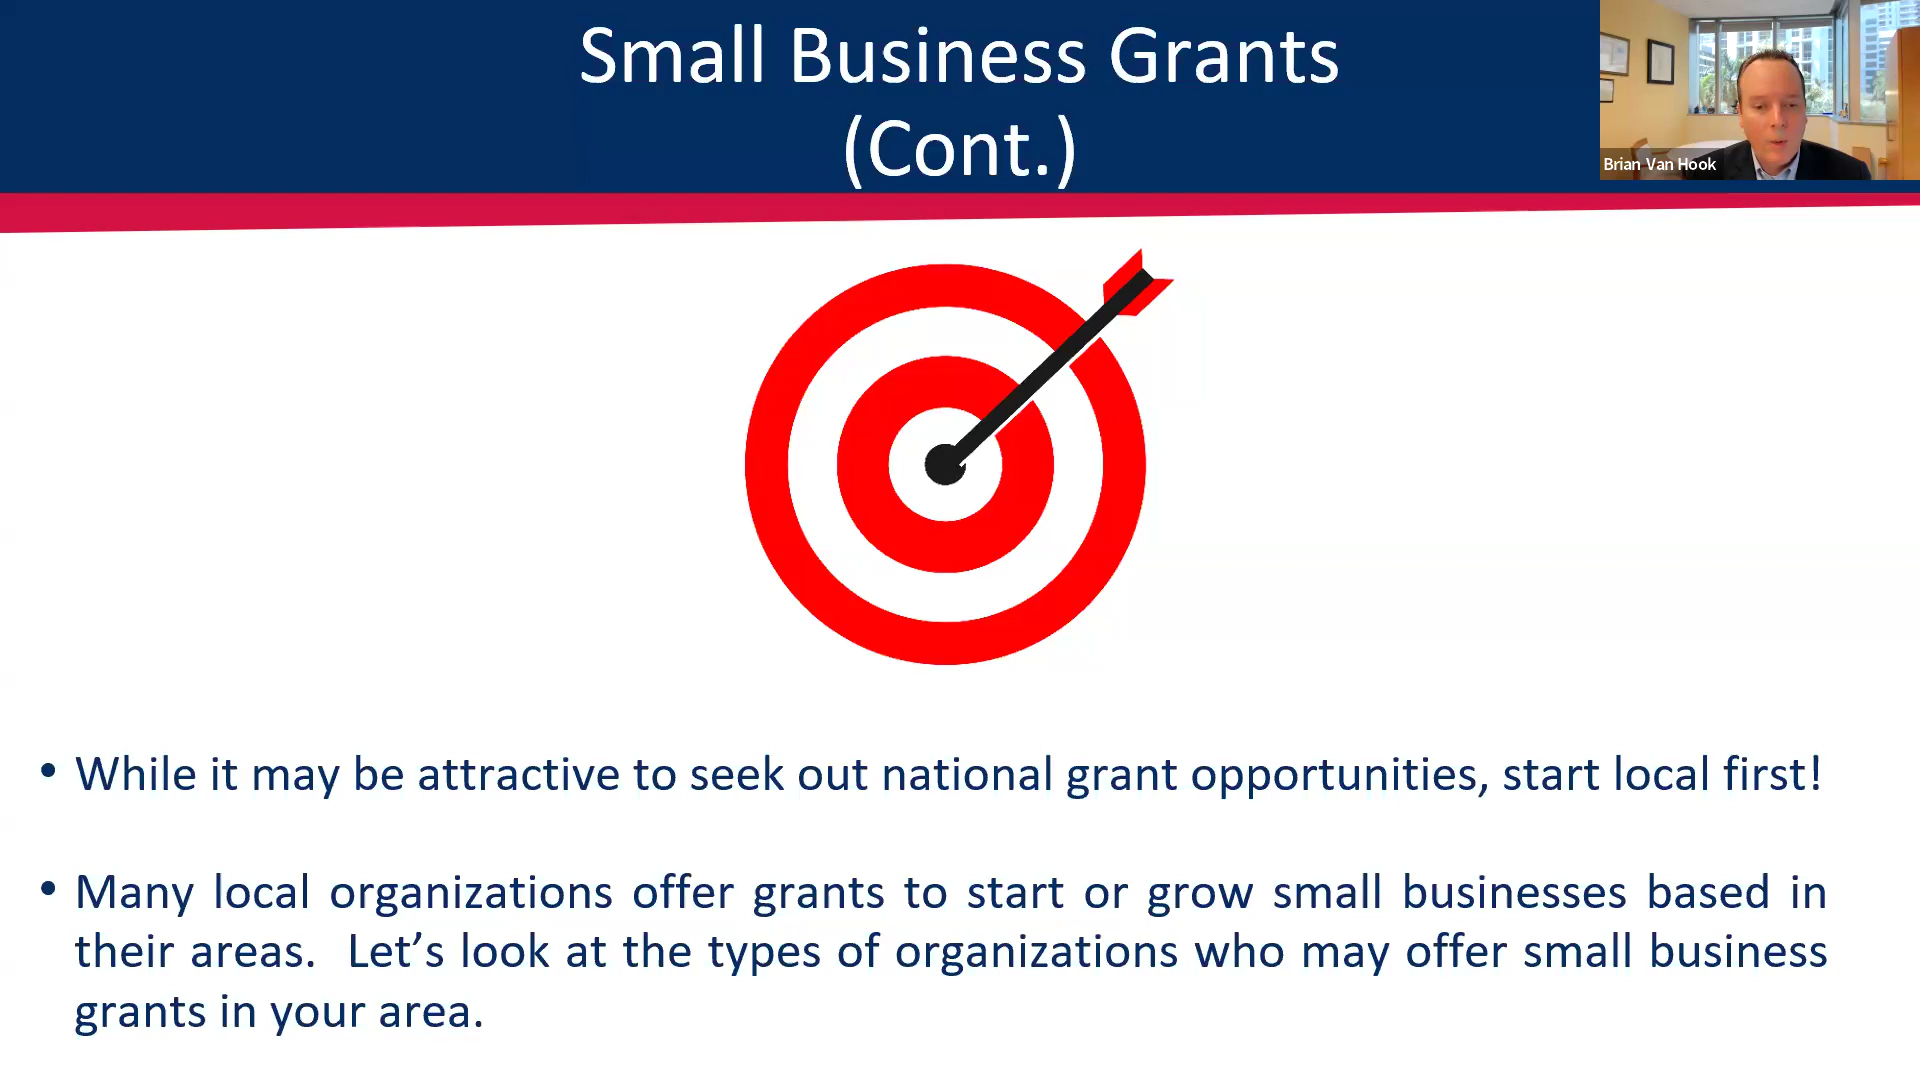 Small Business Grants
(Cont.)
Brian Van Hook
• While it may be attractive to seek out national grant opportunities, start local first!
• Many local organizations offer grants to start or grow small businesses based in
their areas.  Let’s look at the types of organizations who may offer small business
grants in your area.